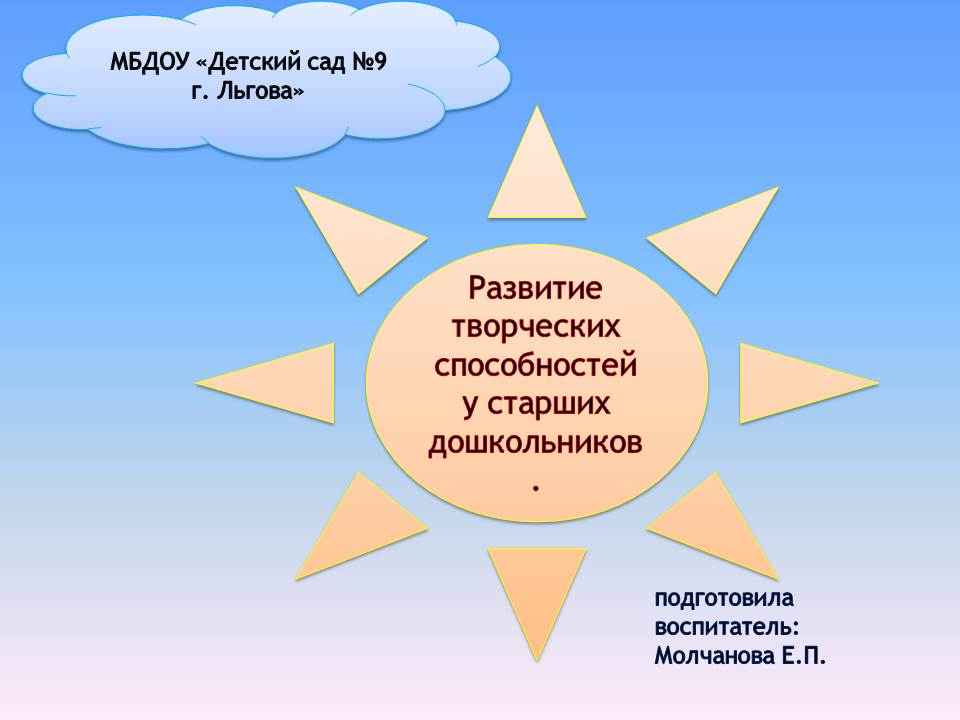 МБДОУ «Детский сад №9
г. Льгова»
Развитие
творческих
способностей
у старших
дошкольников
.
подготовила
воспитатель:
Молчанова Е.П.